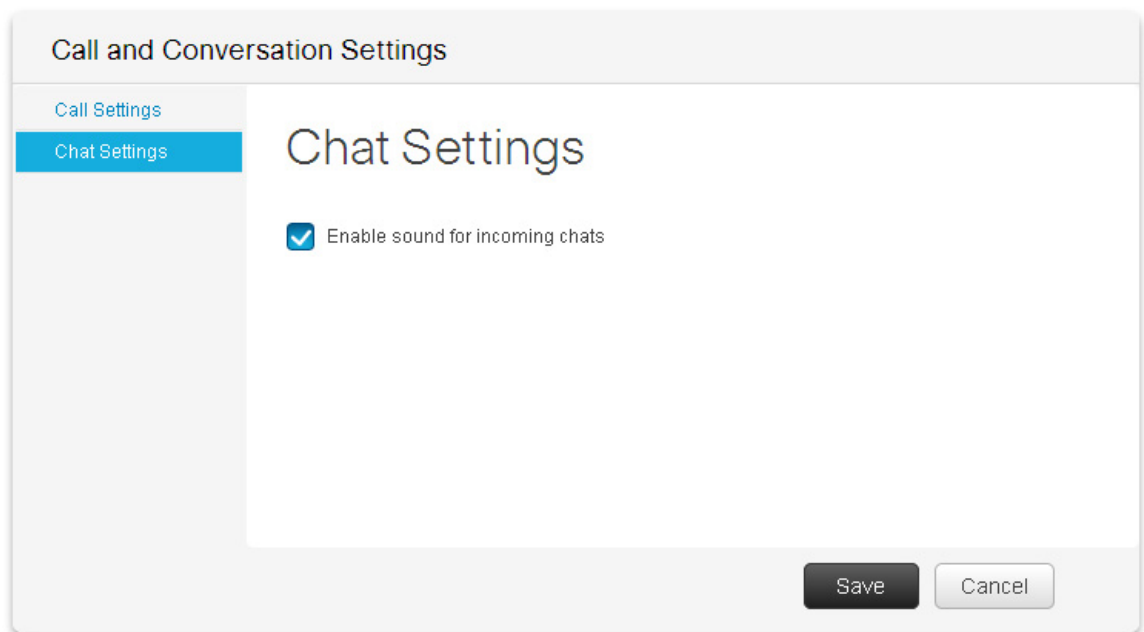 Call and Conversation Settings
Call Settings
Chat Settings
Chat Settings
Enable sound for incoming chats
Save
Cancel